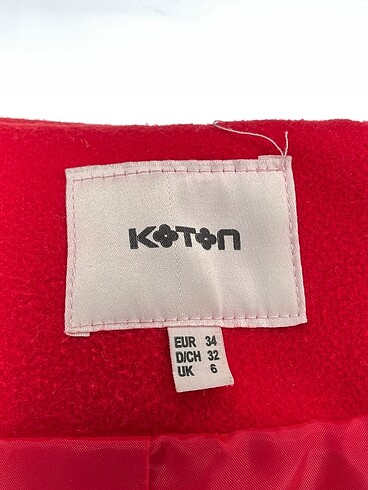 KOTON
EUR 34
D/CH 32
UK 6